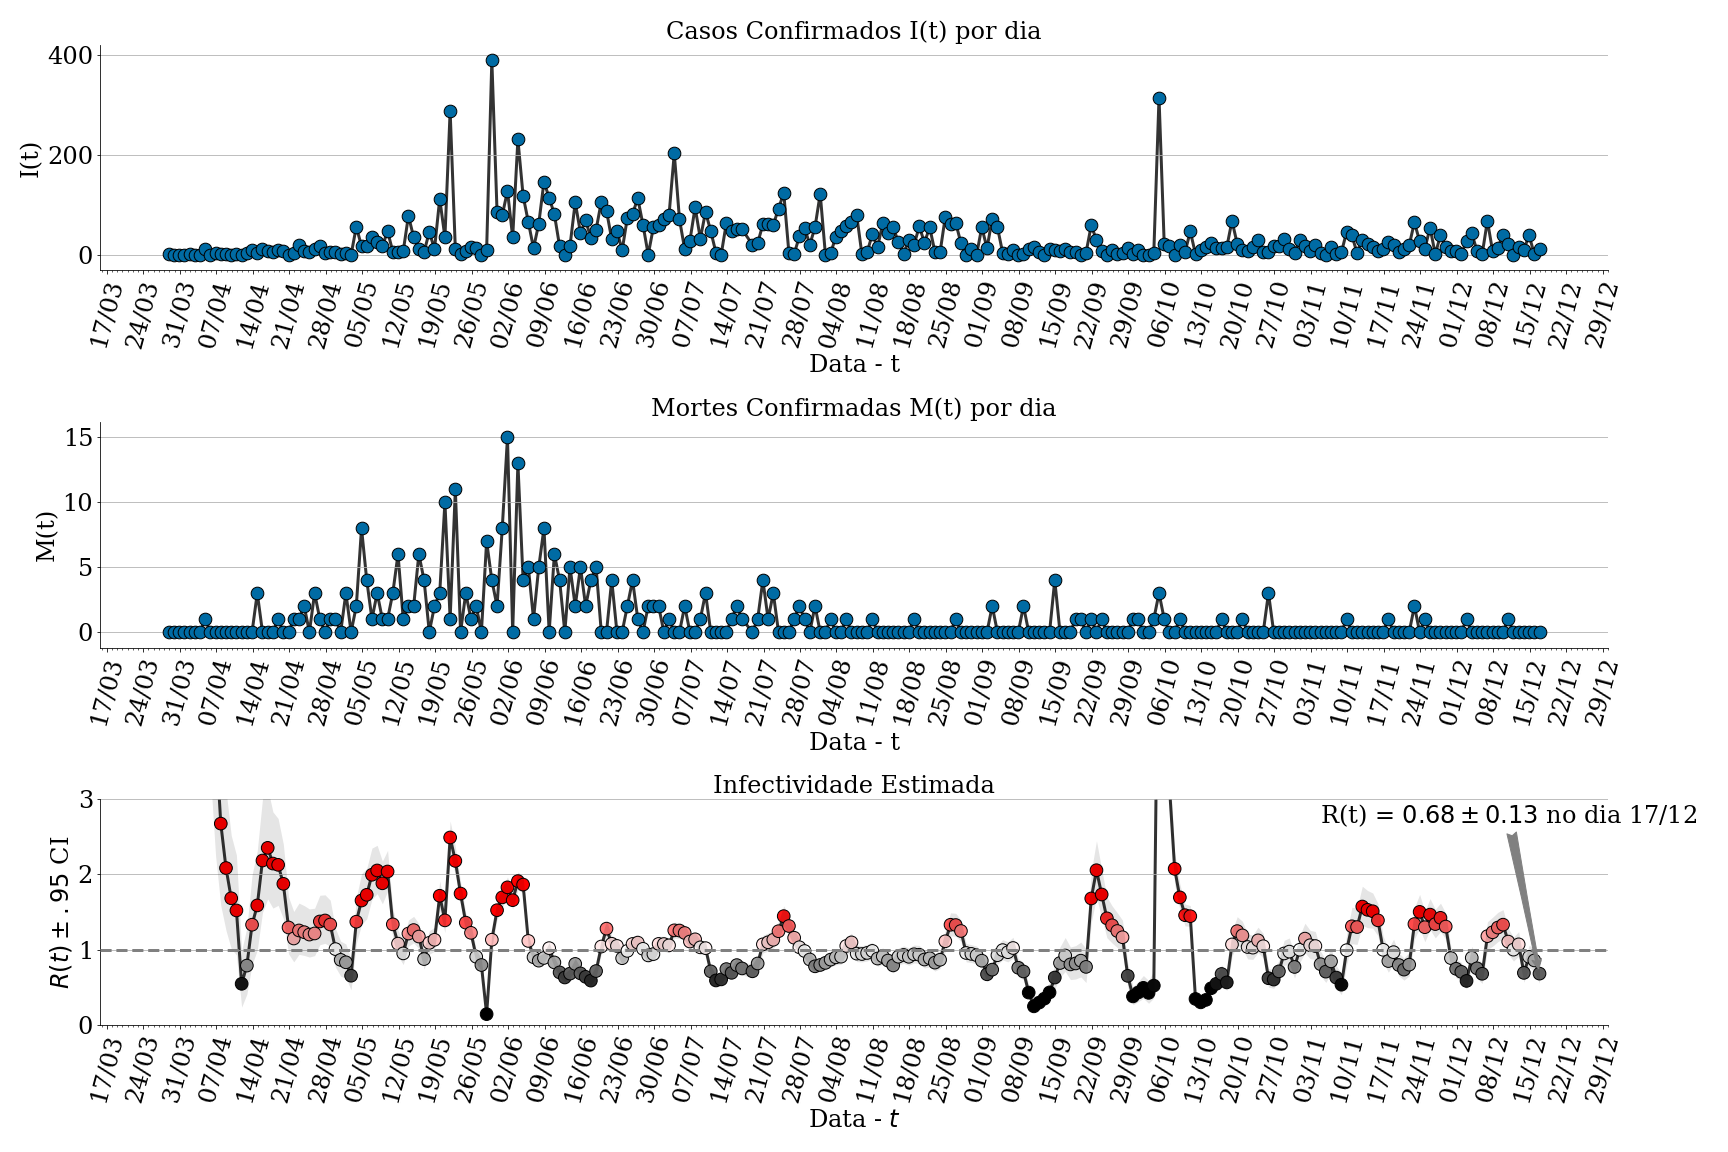 Casos Confirmados I(t) por dia
400
200
0
I(t)
17/03 24/03 31/03 07/04 14/04 21/04 28/04 05/05 12/05 19/05 26/05 02/06 09/06 16/06 23/06 30/06 07/07 14/07 21/07 28/07 04/08 11/08 18/08 25/08 01/09 08/09 15/09 22/09 29/09 06/10 13/10 20/10 27/10 03/11 10/11 17/11 24/11 01/12 08/12 15/12 22/12 29/12
Data - t
Mortes Confirmadas M(t) por dia
15
10
5
0
M(t)
17/03 24/03 31/03 07/04 14/04 21/04 28/04 05/05 12/05 19/05 26/05 02/06 09/06 16/06 23/06 30/06 07/07 14/07 21/07 28/07 04/08 11/08 18/08 25/08 01/09 08/09 15/09 22/09 29/09 06/10 13/10 20/10 27/10 03/11 10/11 17/11 24/11 01/12 08/12 15/12 22/12 29/12
Data - t
Infectividade Estimada
3
2
1
0
R(t) ± .95 CI
R(t) = 0.68 ± 0.13 no dia 17/12
17/03 24/03 31/03 07/04 14/04 21/04 28/04 05/05 12/05 19/05 26/05 02/06 09/06 16/06 23/06 30/06 07/07 14/07 21/07 28/07 04/08 11/08 18/08 25/08 01/09 08/09 15/09 22/09 29/09 06/10 13/10 20/10 27/10 03/11 10/11 17/11 24/11 01/12 08/12 15/12 22/12 29/12
Data - t